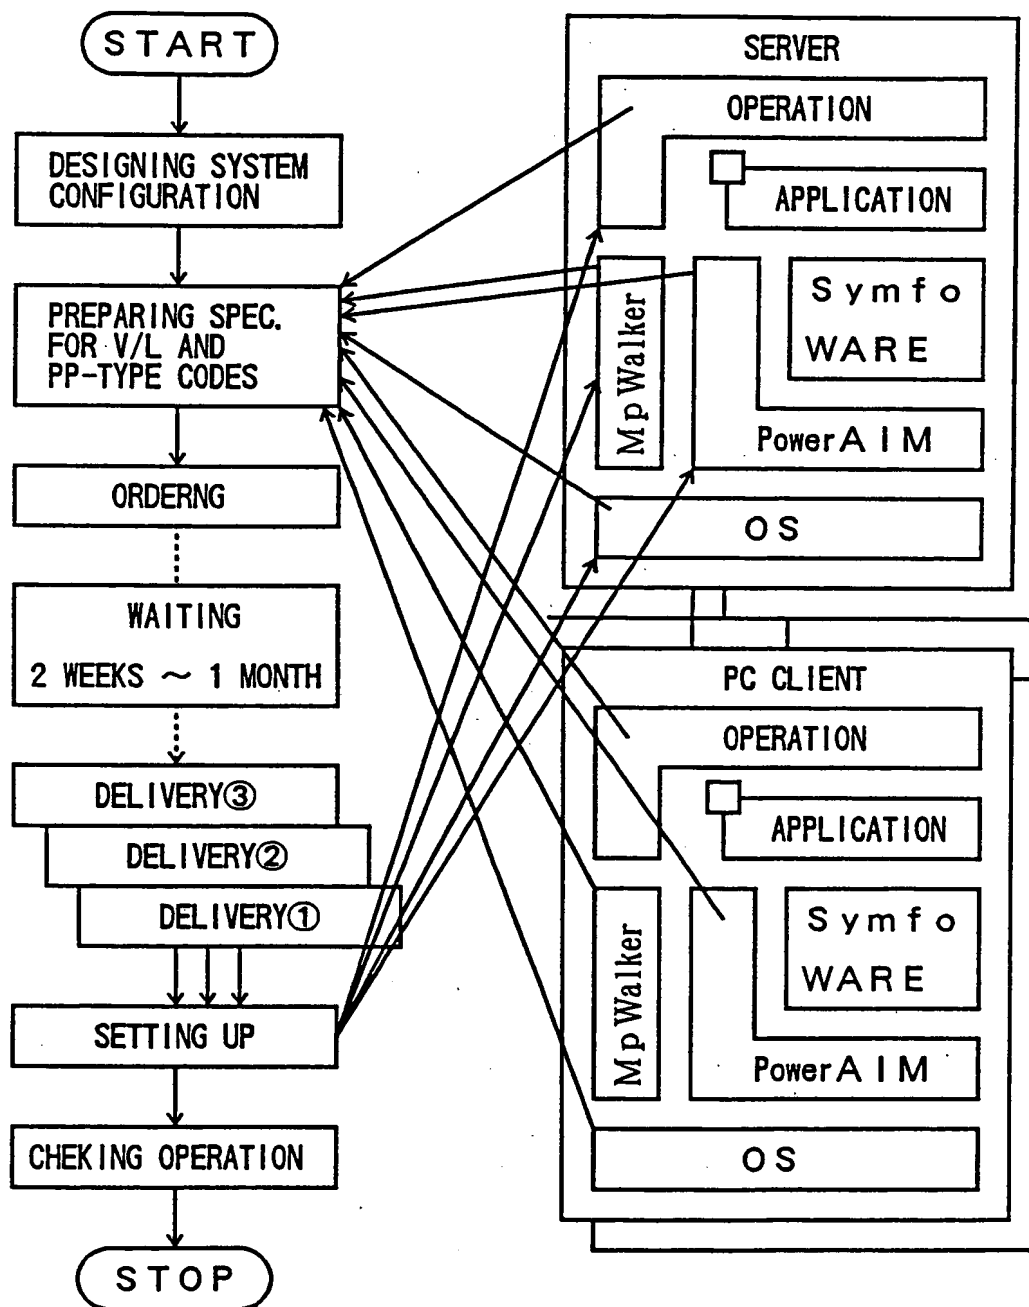 START
DESIGNING SYSTEM
CONFIGURATION
PREPARING SPEC.
FOR V/L AND
PP-TYPE CODES
ORDERNG
WAITING
2 WEEKS ~ 1 MONTH
DELIVERY③
DELIVERY②
DELIVERY①
SETTING UP
CHEKING OPERATION
STOP
SERVER
OPERATION
APPLICATION
Symfo
WARE
MpWalker
PowerAIM
OS
PC CLIENT
OPERATION
APPLICATION
Symfo
WARE
MpWalker
PowerAIM
OS